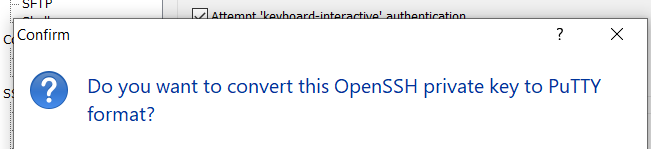 SFTP
Attempt 'keyboard-interactive' authentication
Confirm
?
Do you want to convert this OpenSSH private key to PuTTY
format?